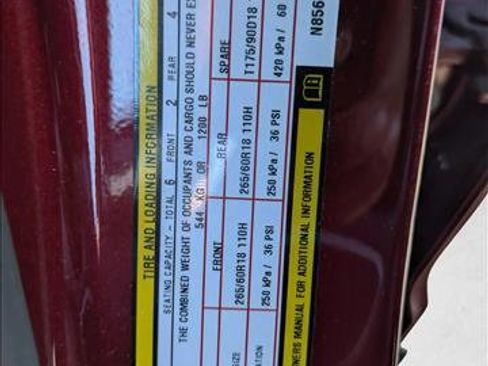 TIRE AND LOADING INFORMATION
SEATING CAPACITY - TOTAL 6 FRONT 2 REAR 4
THE COMBINED WEIGHT OF OCCUPANTS AND CARGO SHOULD NEVER EX
544 KG OR 1200 LB
FRONT REAR SPARE
SIZE 265/60R18 110H 265/60R18 110H T175/90D18
250 kPa / 36 PSI 250 kPa / 36 PSI 420 kPa / 60
NERS MANUAL FOR ADDITIONAL INFORMATION
N856